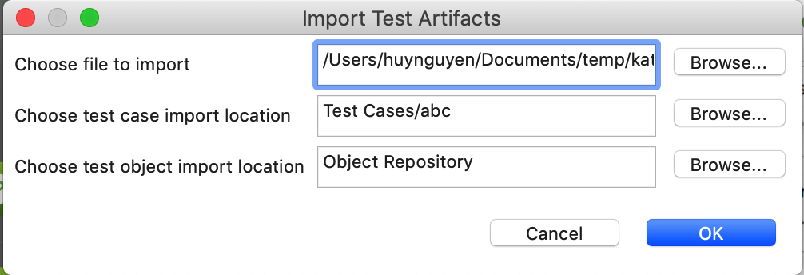 Import Test Artifacts
Choose file to import
/Users/huynguyen/Documents/temp/kat
Browse...
Choose test case import location
Test Cases/abc
Browse...
Choose test object import location
Object Repository
Browse...
Cancel
OK